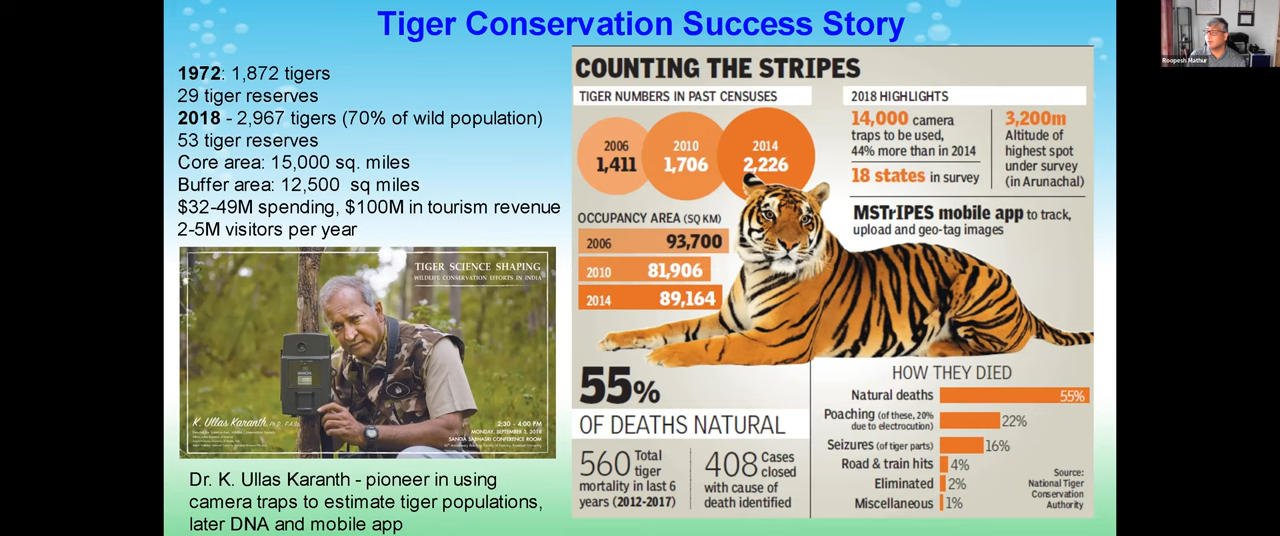 Tiger Conservation Success Story
1972: 1,872 tigers
29 tiger reserves
2018 - 2,967 tigers (70% of wild population)
53 tiger reserves
Core area: 15,000 sq. miles
Buffer area: 12,500 sq miles
$32-49M spending, $100M in tourism revenue
2-5M visitors per year
TIGER SCIENCE SHAPING
WILDLIFE CONSERVATION EFFORTS IN INDIA
K. Ullas Karanth
2:30 - 4:00 PM
MONDAY, SEPTEMBER 3, 2018
Dr. K. Ullas Karanth - pioneer in using
camera traps to estimate tiger populations,
later DNA and mobile app
COUNTING THE STRIPES
TIGER NUMBERS IN PAST CENSUSES
2006
1,411
2010
1,706
2014
2,226
OCCUPANCY AREA (SQ KM)
2006 93,700
2010 81,906
2014 89,164
2018 HIGHLIGHTS
14,000 camera
traps to be used,
44% more than in 2014
18 states in survey
3,200m
Altitude of
highest spot
under survey
(in Arunachal)
MSTrIPES mobile app to track,
upload and geo-tag images
55%
OF DEATHS NATURAL
560 Total
tiger
mortality in last 6
years (2012-2017)
408 Cases
closed
with cause of
death identified
HOW THEY DIED
Natural deaths 55%
Poaching (of these, 20%
due to electrocution) 22%
Seizures (of tiger parts) 16%
Road & train hits 4%
Eliminated 2%
Miscellaneous 1%
Source:
National Tiger
Conservation
Authority
Roopesh Mathur